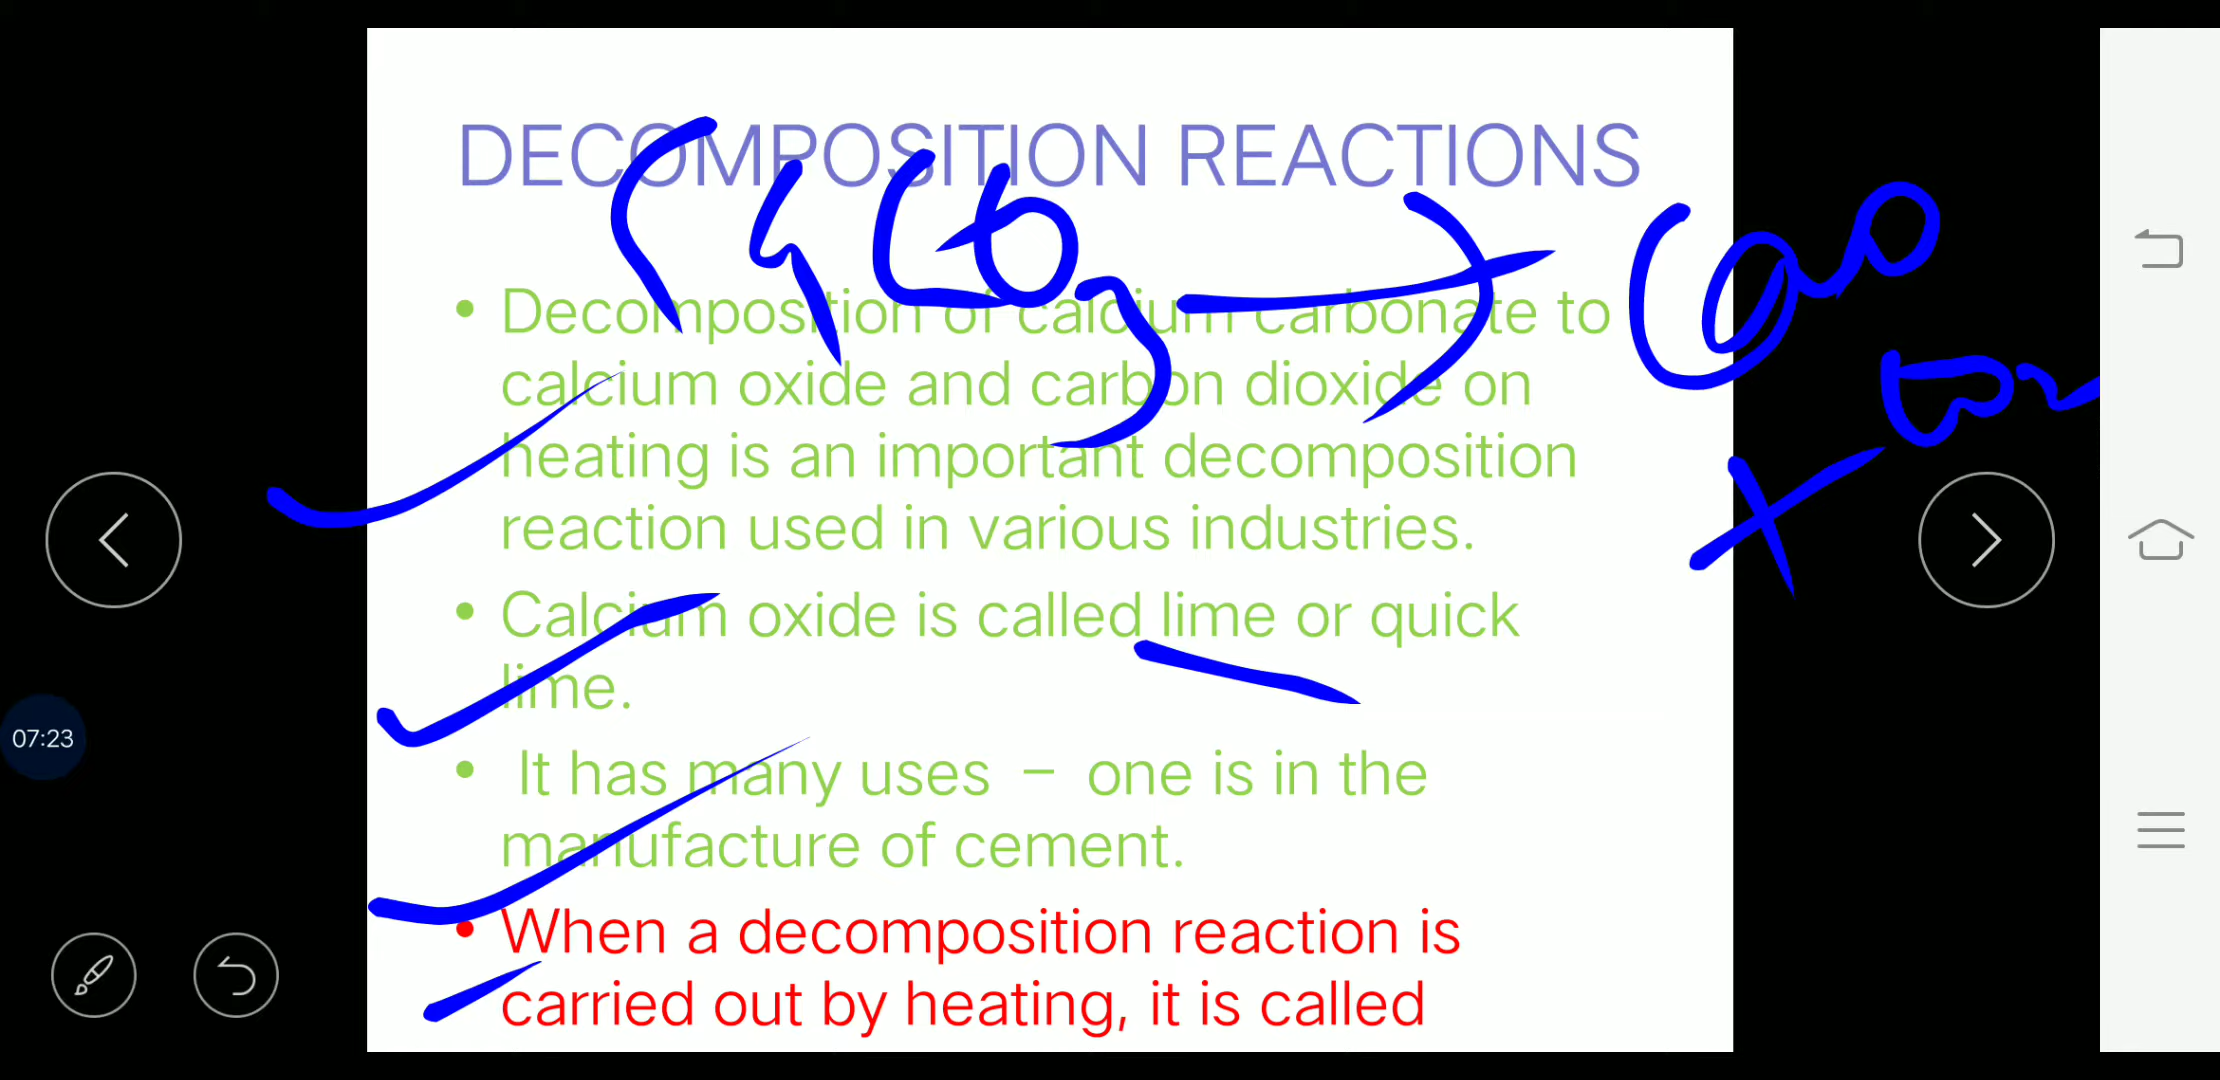 DECOMPOSITION REACTIONS
CaCO3 → CaO
+
• Decomposition of calcium carbonate to
calcium oxide and carbon dioxide on
heating is an important decomposition
reaction used in various industries.
• Calcium oxide is called lime or quick
lime.
07:23
• It has many uses – one is in the
manufacture of cement.
• When a decomposition reaction is
carried out by heating, it is called